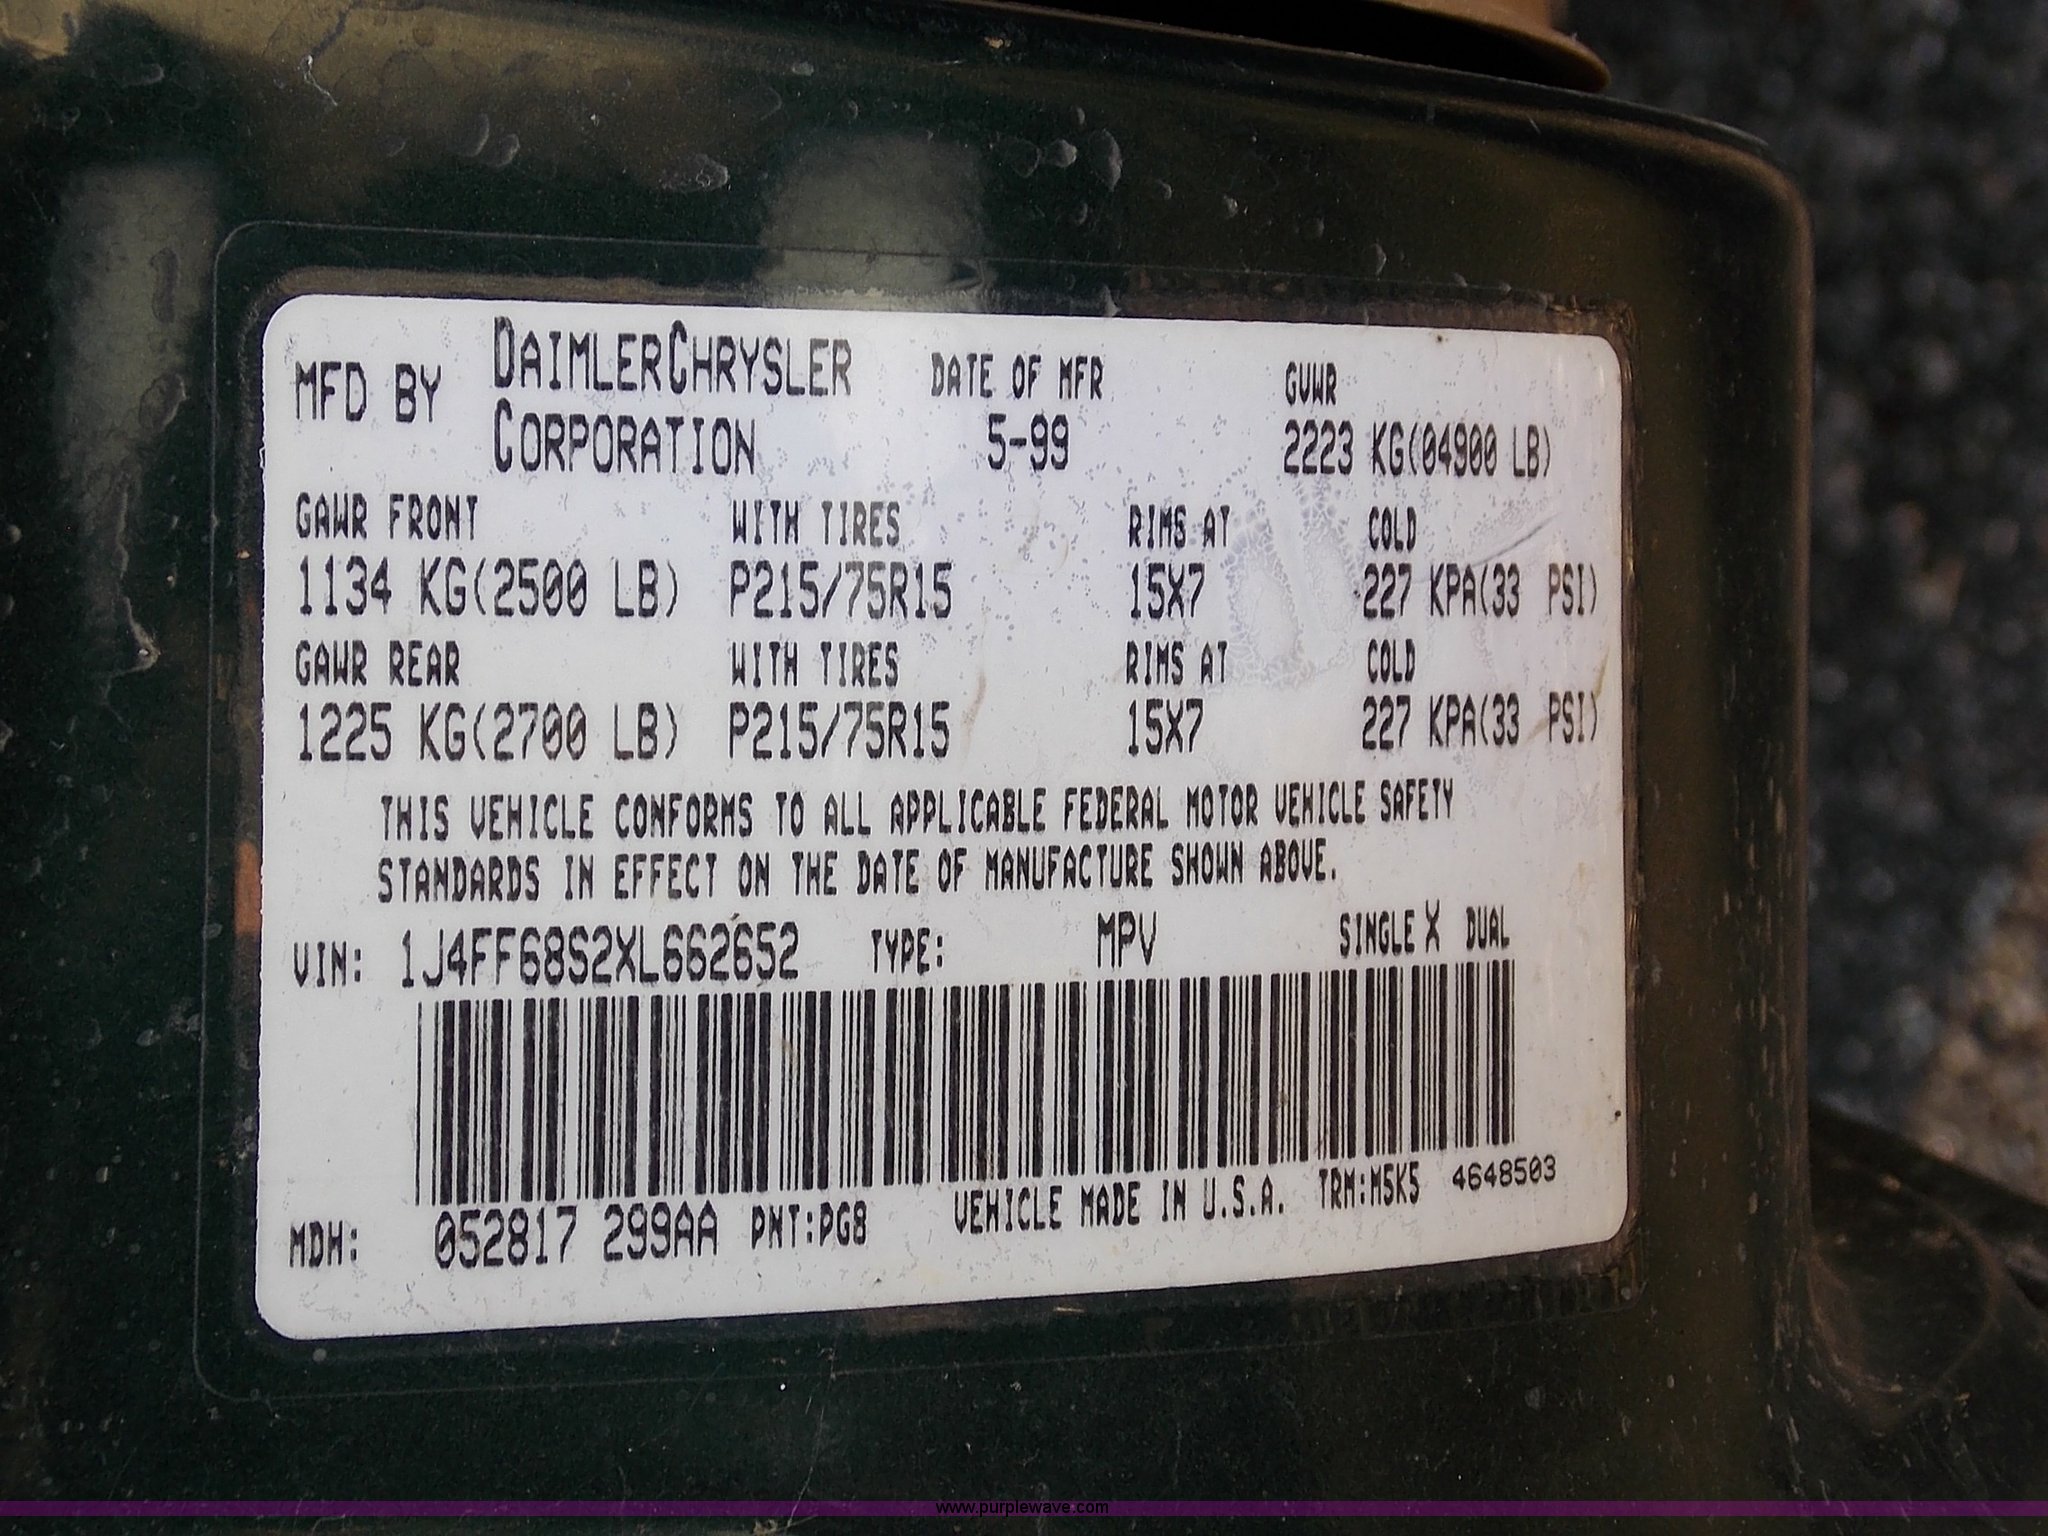 MFD BY DAIMLERCHRYSLER CORPORATION DATE OF MFR 5-99 GVWR 2223 KG(04900 LB)
GAWR FRONT WITH TIRES RIMS AT COLD
1134 KG(2500 LB) P215/75R15 15X7 227 KPA(33 PSI)
GAWR REAR WITH TIRES RIMS AT COLD
1225 KG(2700 LB) P215/75R15 15X7 227 KPA(33 PSI)
THIS VEHICLE CONFORMS TO ALL APPLICABLE FEDERAL MOTOR VEHICLE SAFETY
STANDARDS IN EFFECT ON THE DATE OF MANUFACTURE SHOWN ABOVE.
VIN: 1J4FF68S2XL662652 TYPE: MPV SINGLE X DUAL
MDH: 052817 299AA PNT:PG8 VEHICLE MADE IN U.S.A. TRM:M5K5 4648503
www.purplewave.com